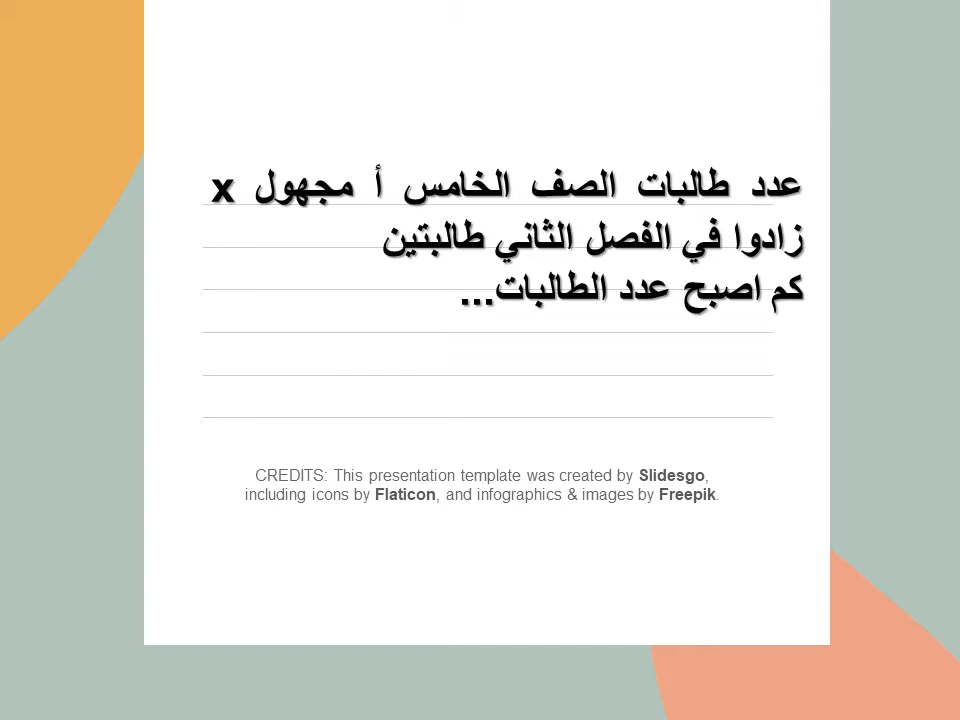 عدد طالبات الصف الخامس أ مجهول x
زادوا في الفصل الثاني طالبتين
كم اصبح عدد الطالبات...
CREDITS: This presentation template was created by Slidesgo,
including icons by Flaticon, and infographics & images by Freepik.